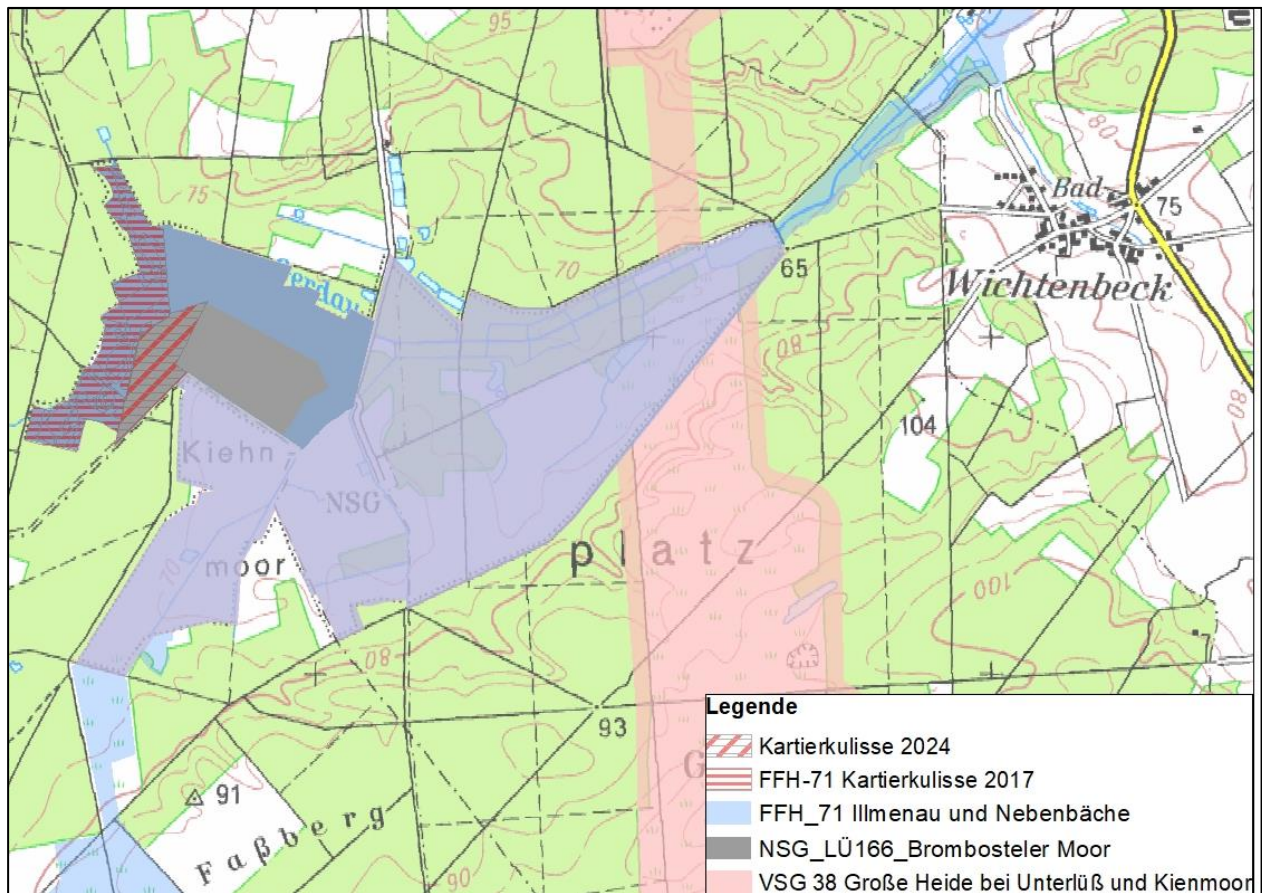 95
80
Bad
75
75
Gerdau
70
65
Wichtenbeck
80
80
104
Kiehn-
NSG
platz
moor
70
100
80
93
G
91
Faßberg
90
Legende
Kartierkulisse 2024
FFH-71 Kartierkulisse 2017
FFH_71 Illmenau und Nebenbäche
NSG_LÜ166_Brombosteler Moor
VSG 38 Große Heide bei Unterlüß und Kienmoor